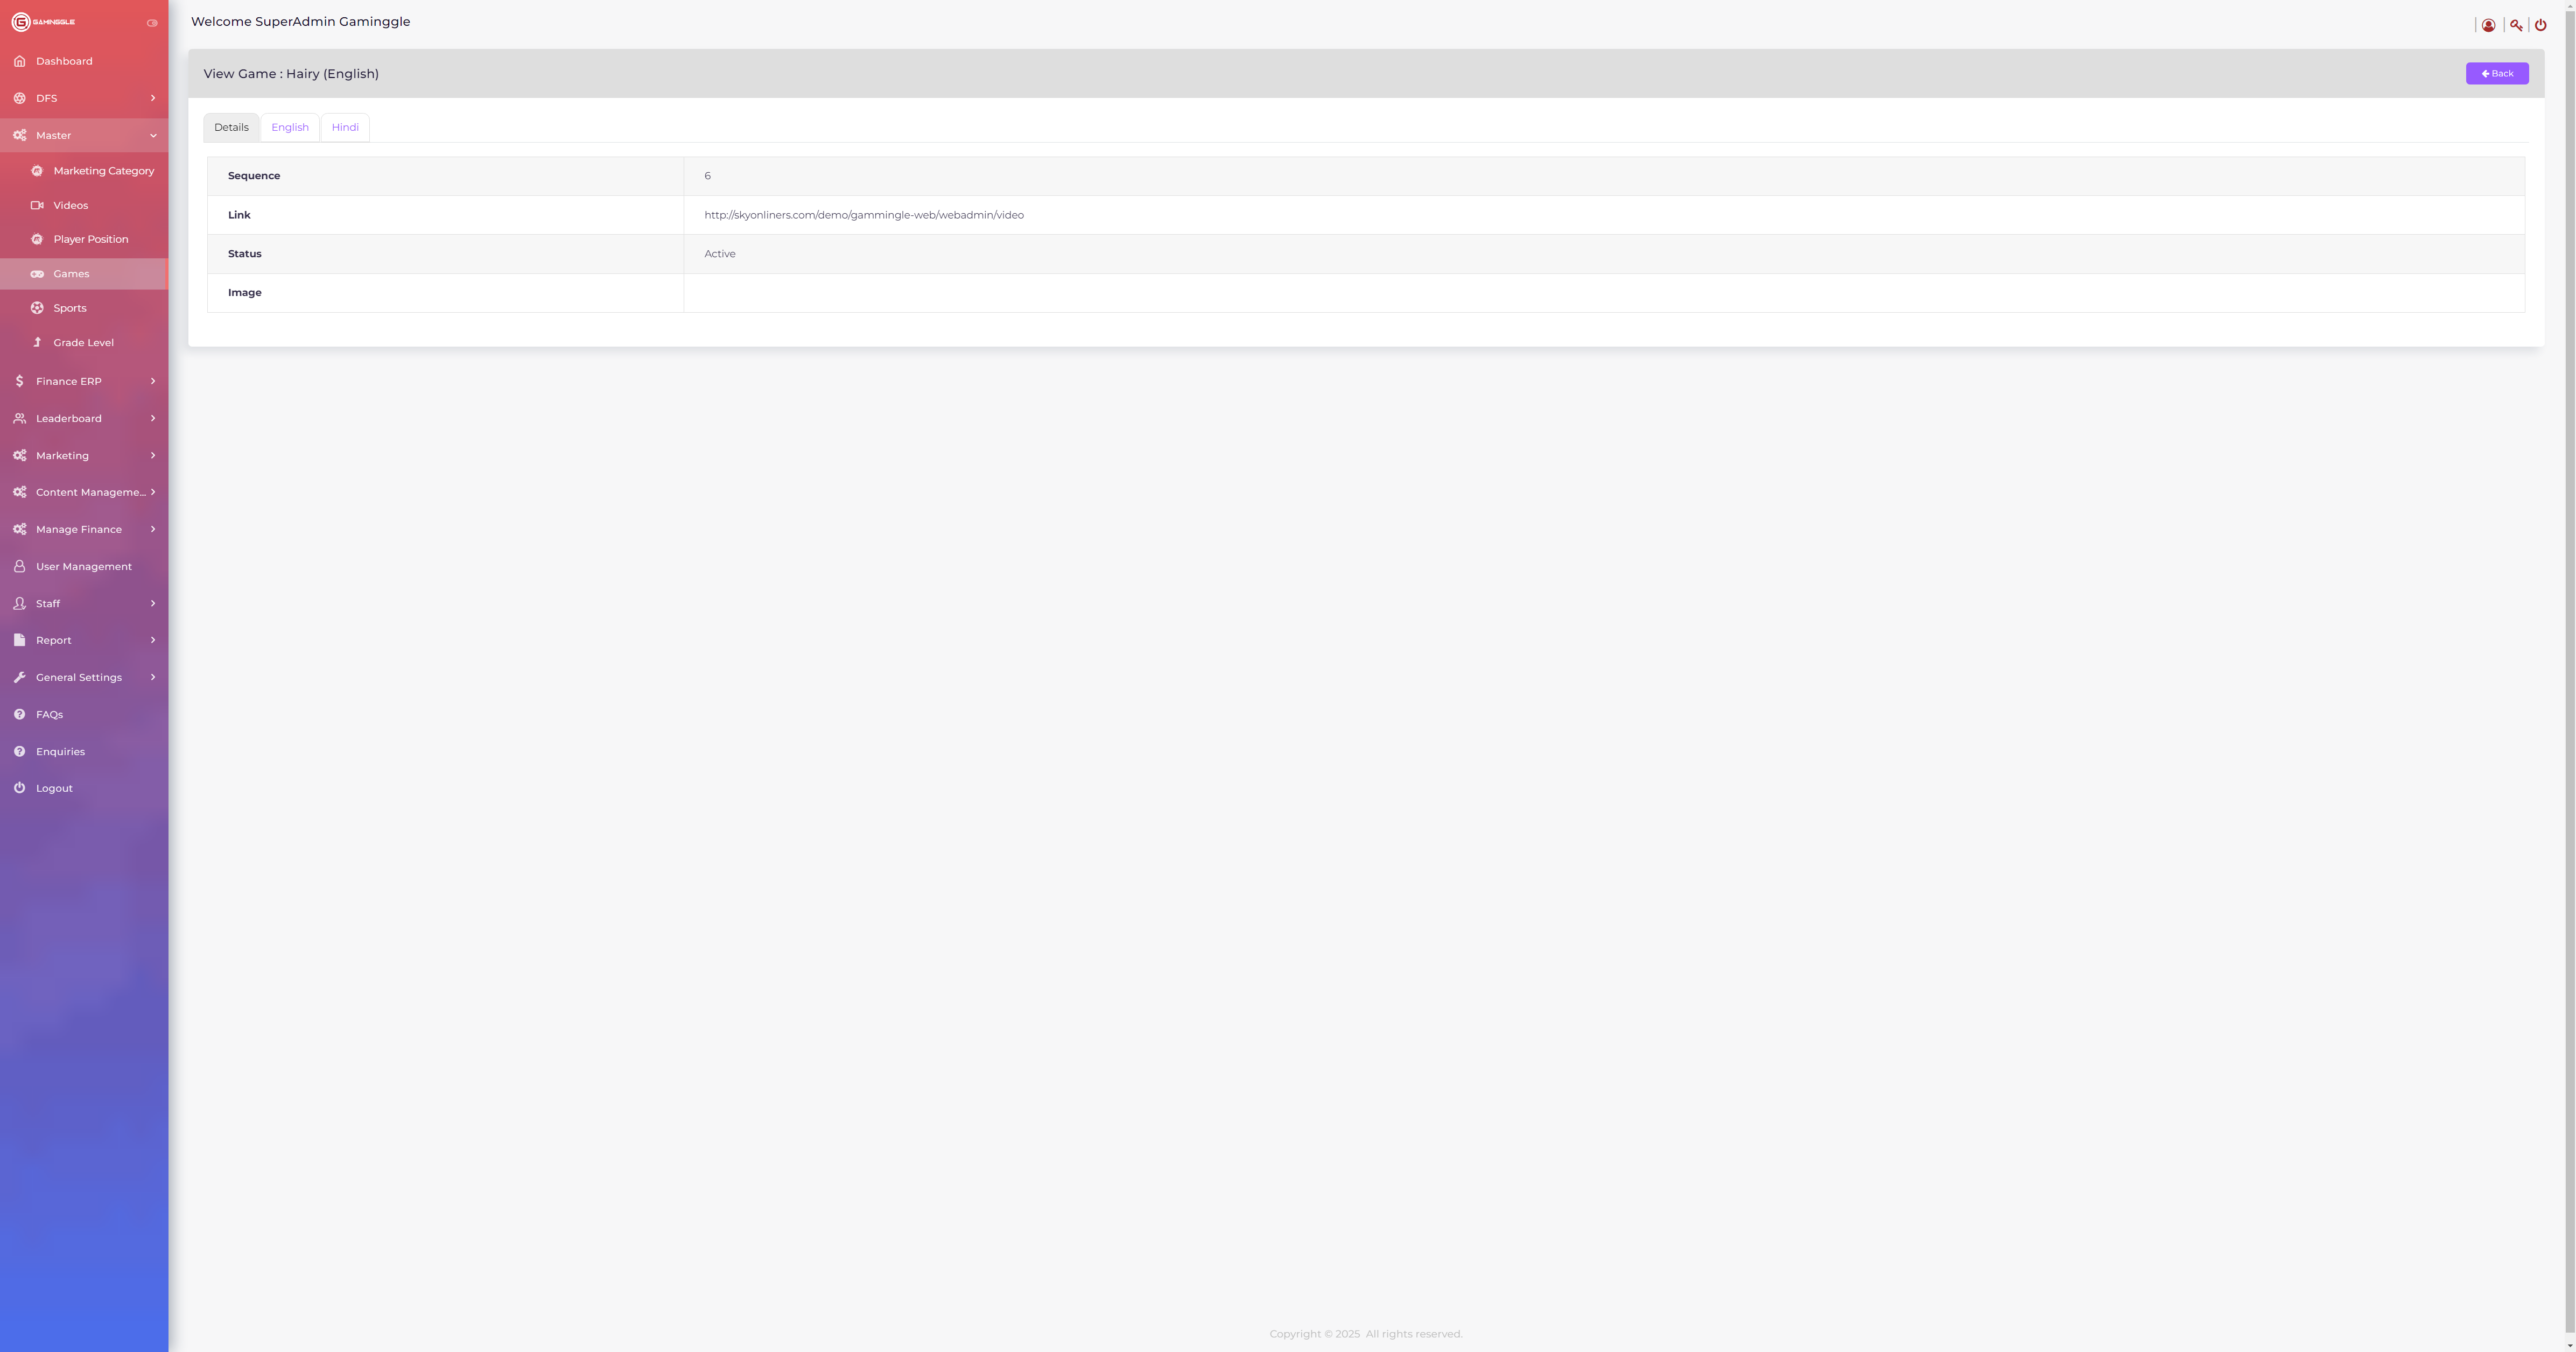 GAMINGGLE
Welcome SuperAdmin Gaminggle
Dashboard
DFS
Master
Marketing Category
Videos
Player Position
Games
Sports
Grade Level
Finance ERP
Leaderboard
Marketing
Content Manageme...
Manage Finance
User Management
Staff
Report
General Settings
FAQs
Enquiries
Logout
View Game : Hairy (English)
Back
Details English Hindi
Sequence 6
Link http://skyonliners.com/demo/gammingle-web/webadmin/video
Status Active
Image
Copyright © 2025 All rights reserved.